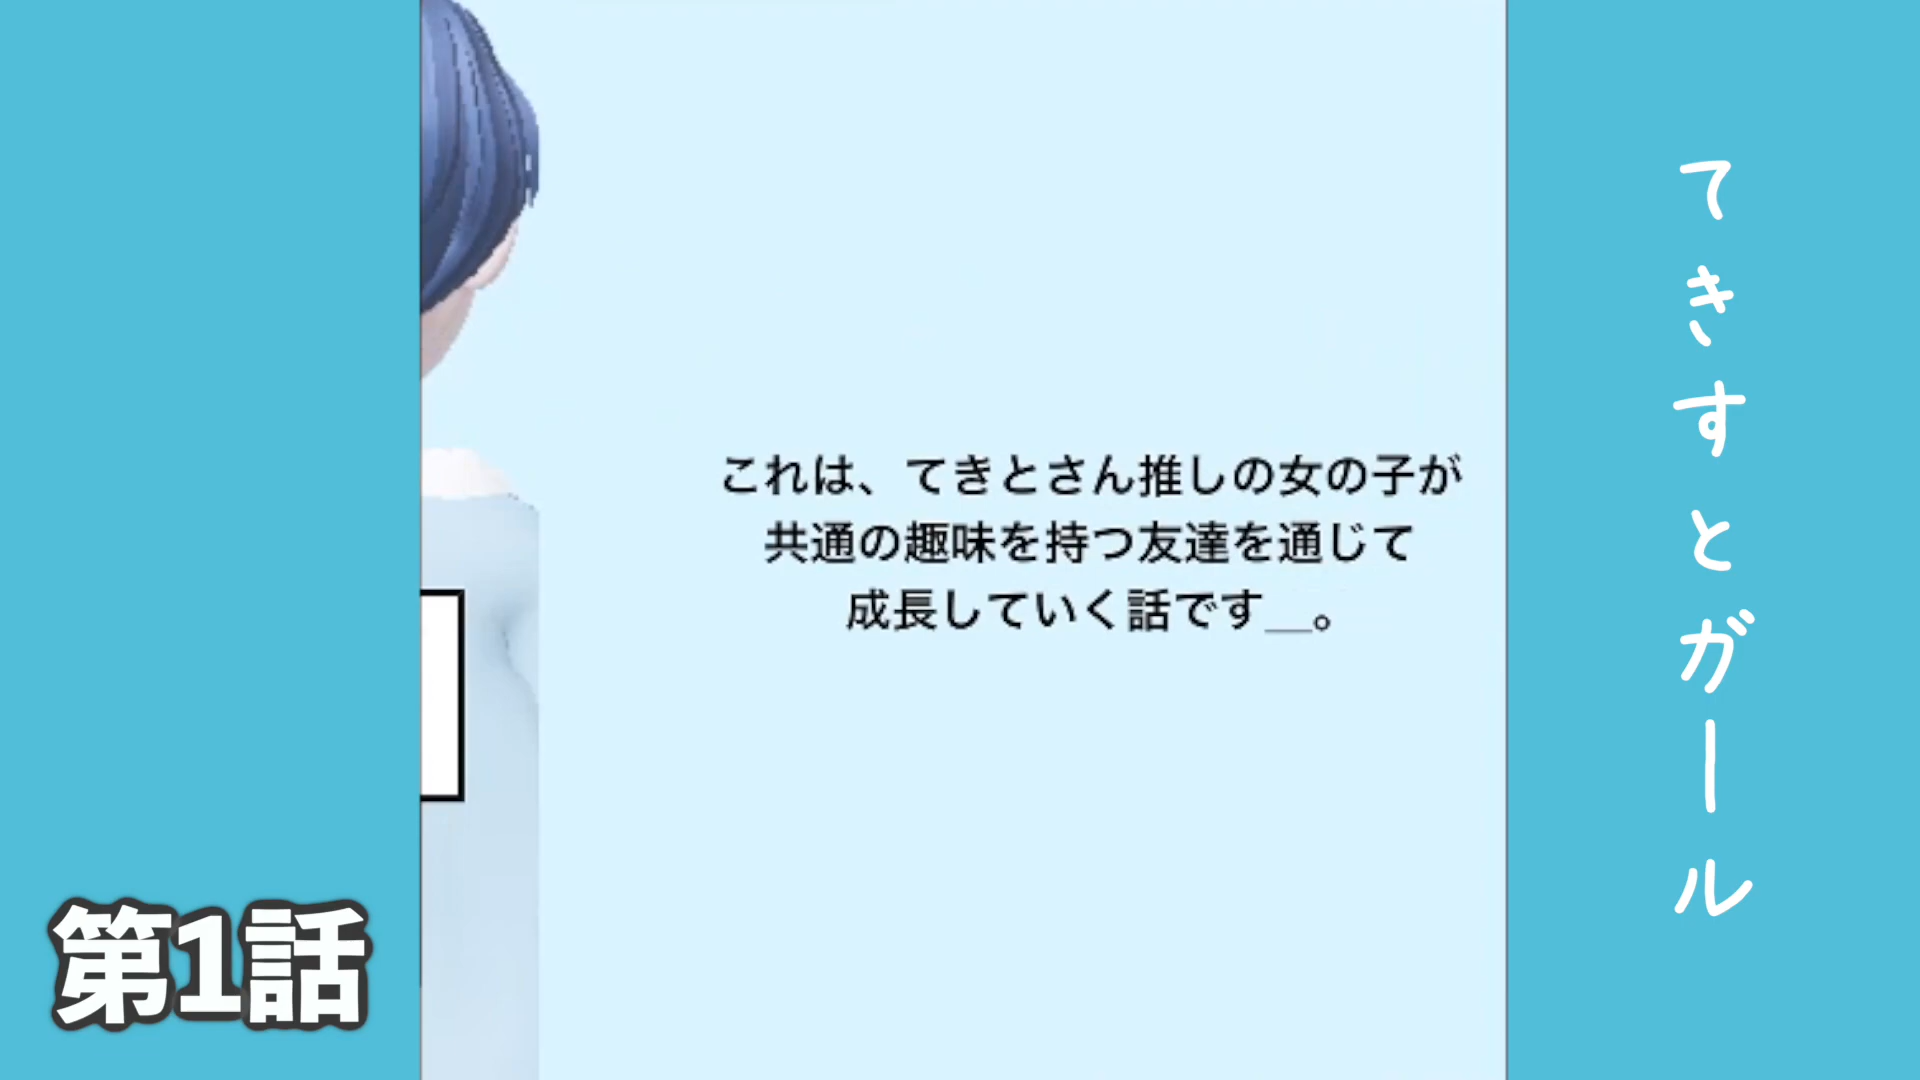 てきすとガール
これは、てきとさん推しの女の子が
共通の趣味を持つ友達を通じて
成長していく話です__。
第1話